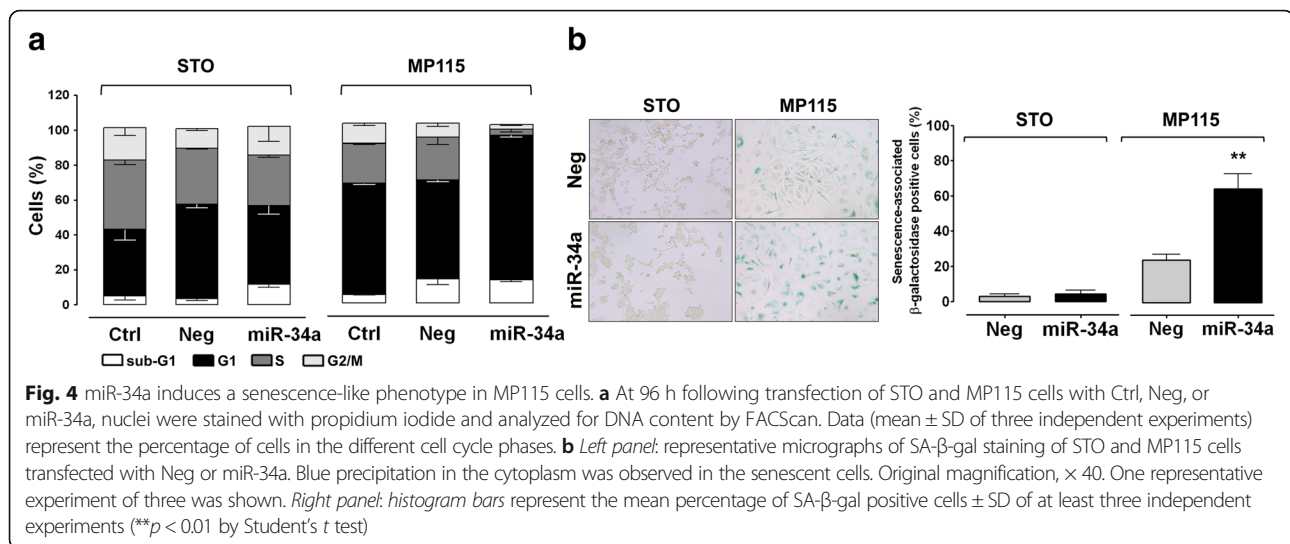 a
STO
MP115
120
100
80
60
40
20
0
Cells (%)
Ctrl Neg miR-34a Ctrl Neg miR-34a
sub-G1 G1 S G2/M
b
STO MP115
Neg
miR-34a
Senescence-associated
β-galactosidase positive cells (%)
100
80
60
40
20
0
STO
MP115
**
Neg miR-34a Neg miR-34a
Fig. 4 miR-34a induces a senescence-like phenotype in MP115 cells. a At 96 h following transfection of STO and MP115 cells with Ctrl, Neg, or
miR-34a, nuclei were stained with propidium iodide and analyzed for DNA content by FACScan. Data (mean ± SD of three independent experiments)
represent the percentage of cells in the different cell cycle phases. b Left panel: representative micrographs of SA-β-gal staining of STO and MP115 cells
transfected with Neg or miR-34a. Blue precipitation in the cytoplasm was observed in the senescent cells. Original magnification, × 40. One representative
experiment of three was shown. Right panel: histogram bars represent the mean percentage of SA-β-gal positive cells ± SD of at least three independent
experiments (**p < 0.01 by Student's t test)